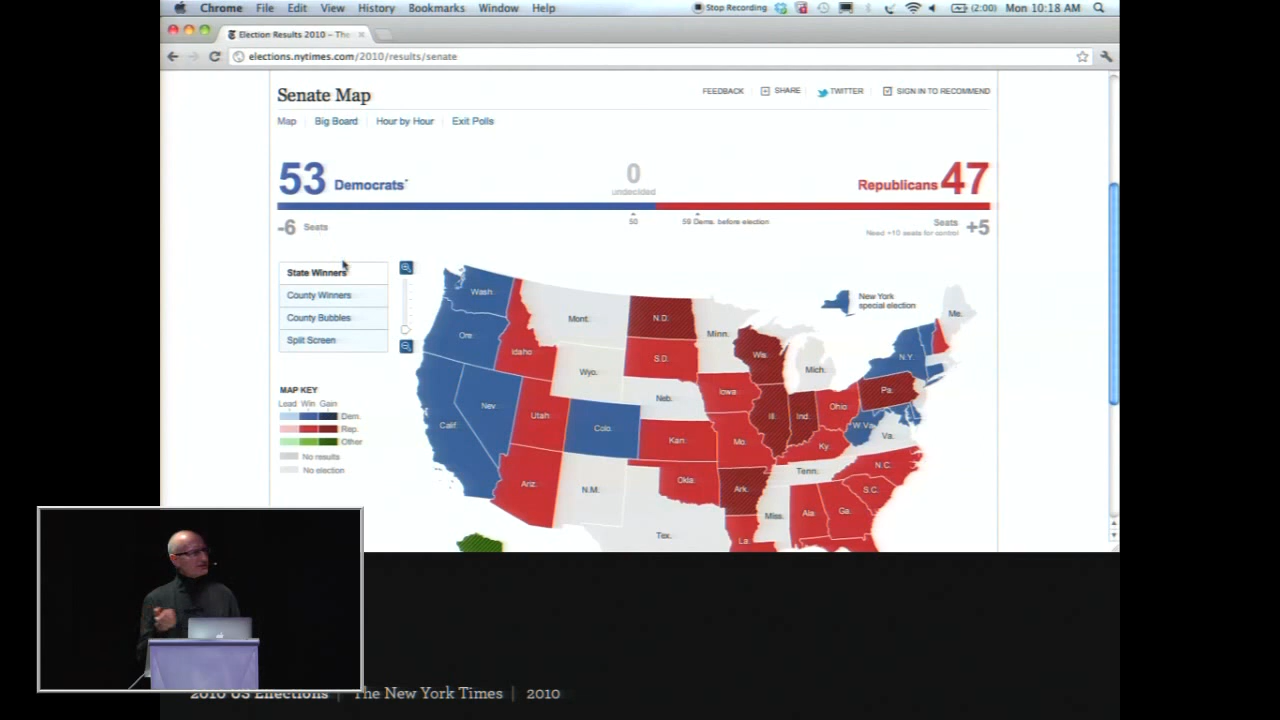 Chrome File Edit View History Bookmarks Window Help Stop Recording (2:00) Mon 10:18 AM
Election Results 2010 – The
elections.nytimes.com/2010/results/senate
Senate Map
FEEDBACK SHARE TWITTER SIGN IN TO RECOMMEND
Map Big Board Hour by Hour Exit Polls
53 Democrats* 0 Republicans 47
undecided
50 59 Dems. before election
-6 Seats Seats +5
Need +10 seats for control
State Winners
County Winners
County Bubbles
Split Screen
New York
special election
Wash. Mont. N.D. Minn. Me.
Ore. Idaho Wyo. S.D. Wis. Mich. N.Y.
Nev. Utah Neb. Iowa Ill. Ind. Ohio Pa.
Calif. Colo. Kan. Mo. Ky. W.Va. Va.
Ariz. N.M. Okla. Ark. Tenn. N.C.
Tex. La. Miss. Ala. Ga. S.C.
MAP KEY
Lead Win Gain
Dem.
Rep.
Other
No results
No election
2010 US Elections | The New York Times | 2010